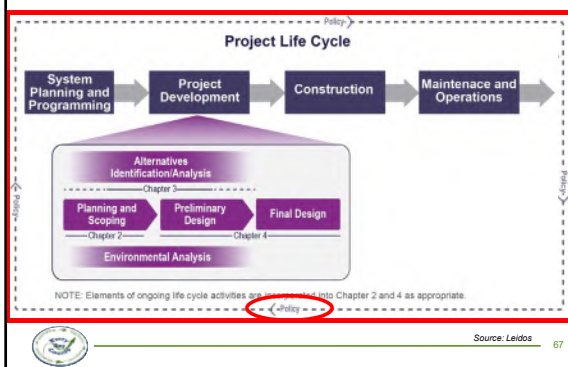 Policy
Project Life Cycle
System
Planning and
Programming
Project
Development
Construction
Maintenace and
Operations
Alternatives
Identification/Analysis
Chapter 3
Planning and
Scoping
Preliminary
Design
Final Design
Chapter 2
Chapter 4
Environmental Analysis
Policy
Policy
NOTE: Elements of ongoing life cycle activities are incorporated into Chapter 2 and 4 as appropriate.
Policy
Source: Leidos
67